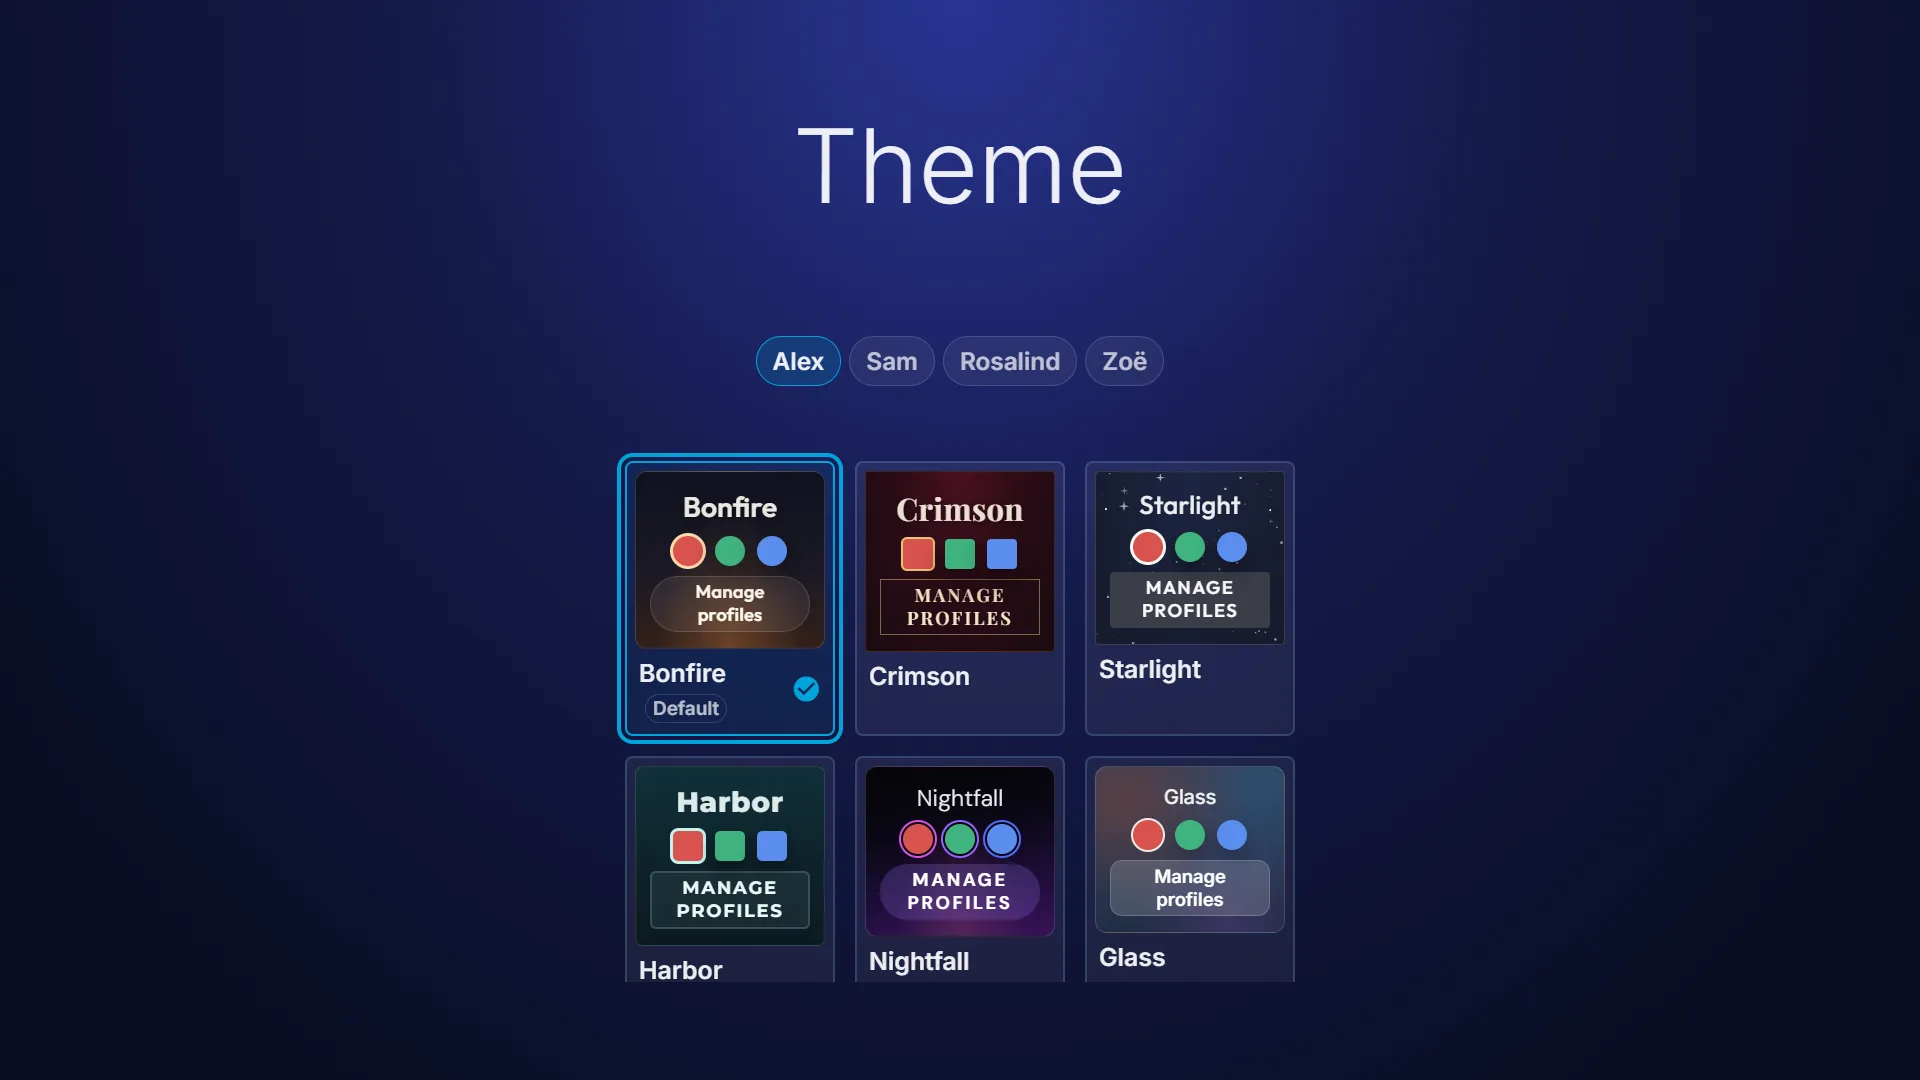 Theme
Alex
Sam
Rosalind
Zoë
Bonfire
Manage
profiles
Bonfire
Default
Crimson
MANAGE
PROFILES
Crimson
Starlight
MANAGE
PROFILES
Starlight
Harbor
MANAGE
PROFILES
Harbor
Nightfall
MANAGE
PROFILES
Nightfall
Glass
Manage
profiles
Glass